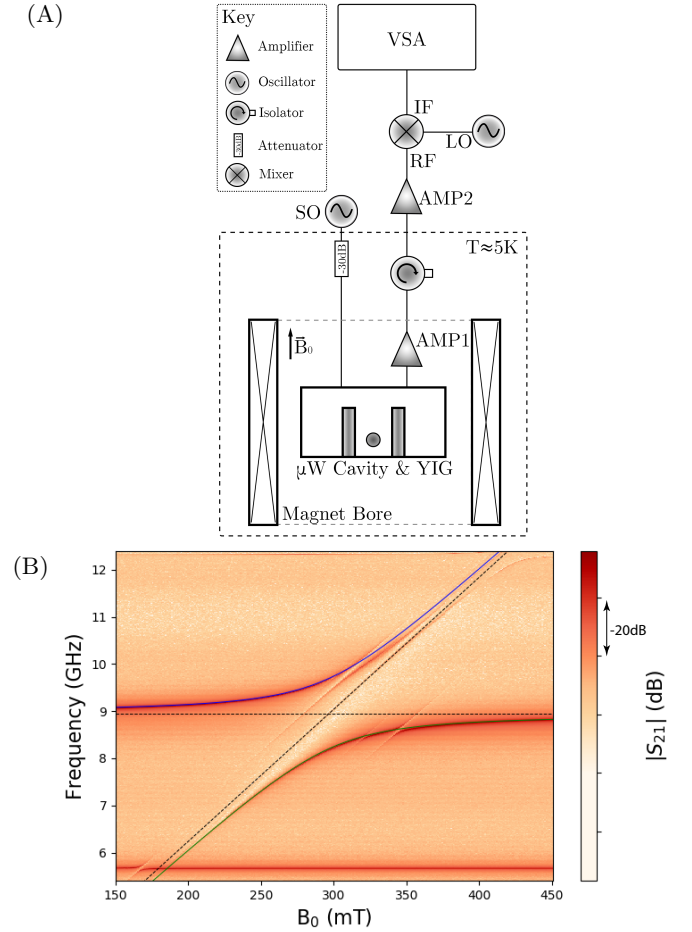 (A)
Key
Amplifier
Oscillator
Isolator
-30dB
Attenuator
Mixer
VSA
IF
LO
RF
AMP2
SO
T≈5K
-30dB
B⃗₀
AMP1
μW Cavity & YIG
Magnet Bore
(B)
Frequency (GHz)
12
11
10
9
8
7
6
150 200 250 300 350 400 450
B₀ (mT)
-20dB
|S₂₁| (dB)